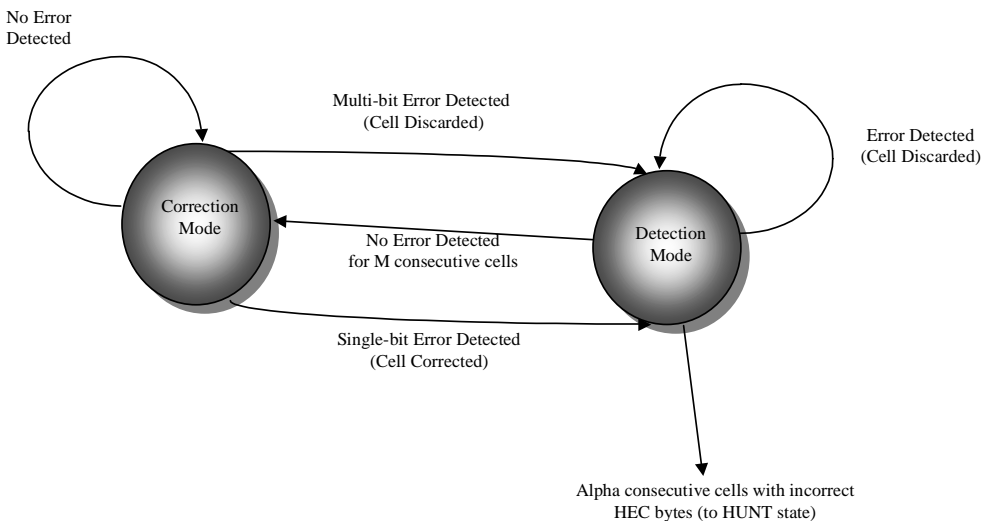 No Error
Detected
Multi-bit Error Detected
(Cell Discarded)
Error Detected
(Cell Discarded)
Correction
Mode
Detection
Mode
No Error Detected
for M consecutive cells
Single-bit Error Detected
(Cell Corrected)
Alpha consecutive cells with incorrect
HEC bytes (to HUNT state)